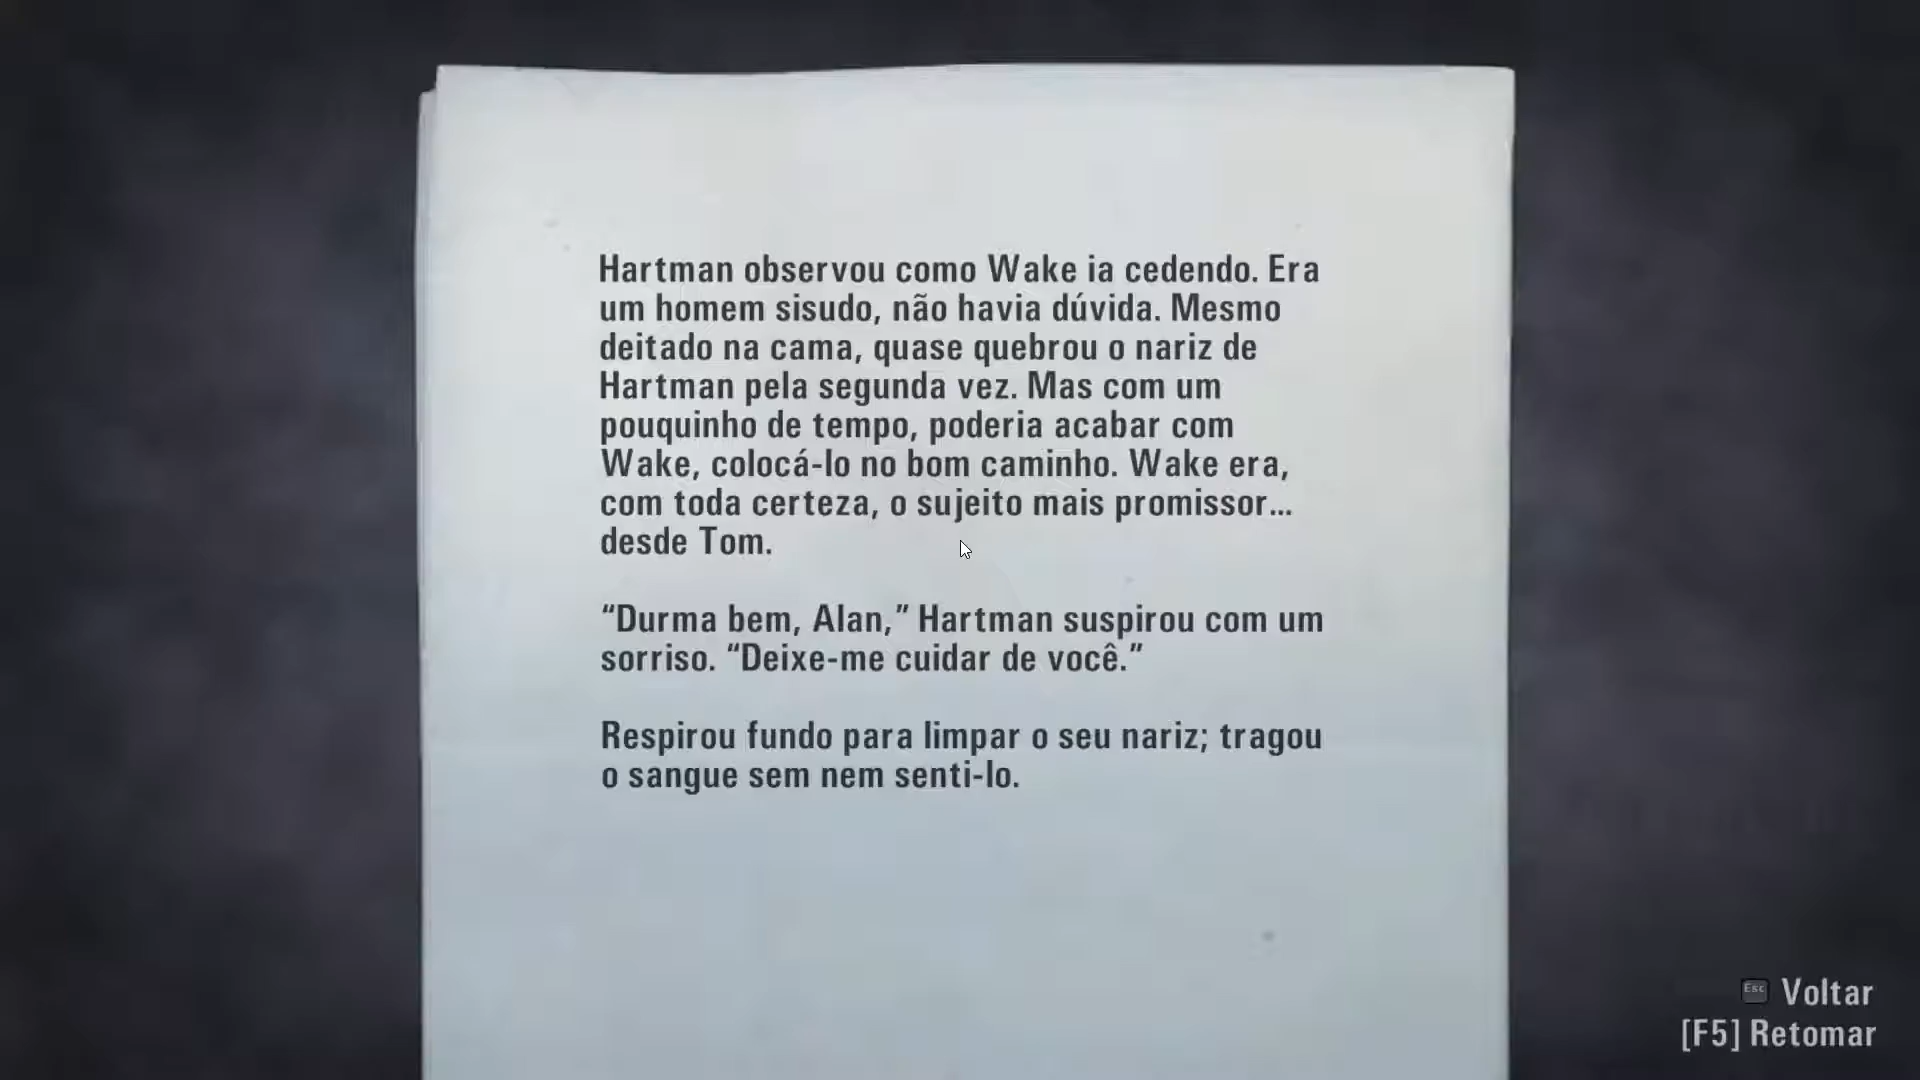 Hartman observou como Wake ia cedendo. Era
um homem sisudo, não havia dúvida. Mesmo
deitado na cama, quase quebrou o nariz de
Hartman pela segunda vez. Mas com um
pouquinho de tempo, poderia acabar com
Wake, colocá-lo no bom caminho. Wake era,
com toda certeza, o sujeito mais promissor...
desde Tom.
“Durma bem, Alan,” Hartman suspirou com um
sorriso. “Deixe-me cuidar de você.”
Respirou fundo para limpar o seu nariz; tragou
o sangue sem nem senti-lo.
Esc Voltar
[F5] Retomar